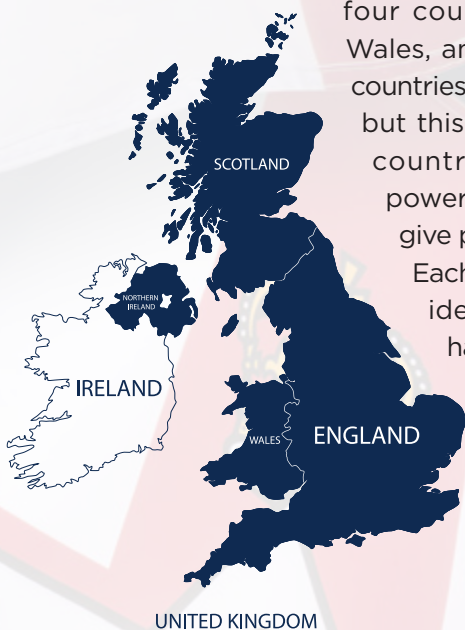 four cou
Wales, an
countries
but this
countr
power
give p
Each
ide
ha
SCOTLAND
NORTHERN
IRELAND
IRELAND
WALES
ENGLAND
UNITED KINGDOM